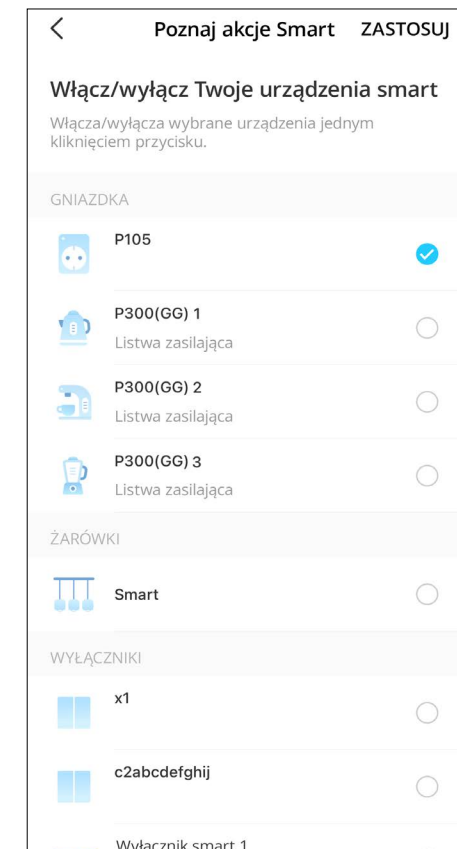 Poznaj akcje Smart ZASTOSUJ
Włącz/wyłącz Twoje urządzenia smart
Włącza/wyłącza wybrane urządzenia jednym
kliknięciem przycisku.
GNIAZDKA
P105
P300(GG) 1
Listwa zasilająca
P300(GG) 2
Listwa zasilająca
P300(GG) 3
Listwa zasilająca
ŻARÓWKI
Smart
WYŁĄCZNIKI
x1
c2abcdefghij
Wyłącznik smart 1